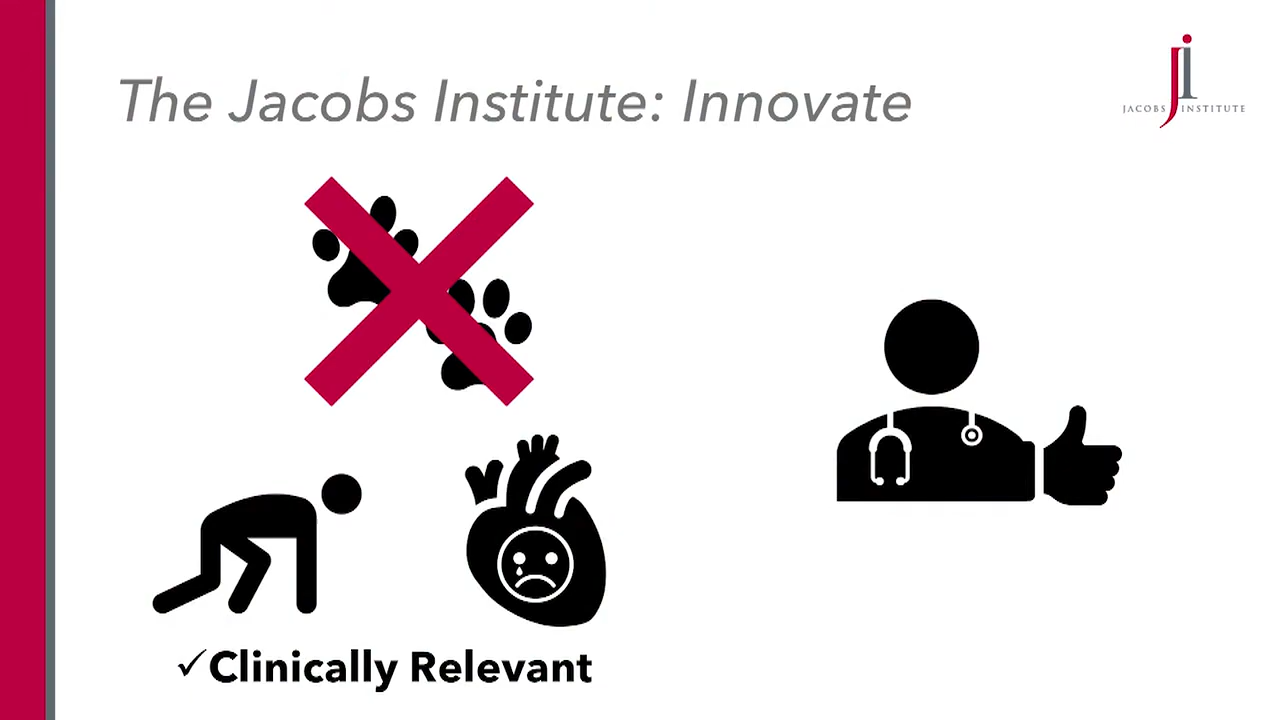 The Jacobs Institute: Innovate
JACOBS INSTITUTE
✓Clinically Relevant